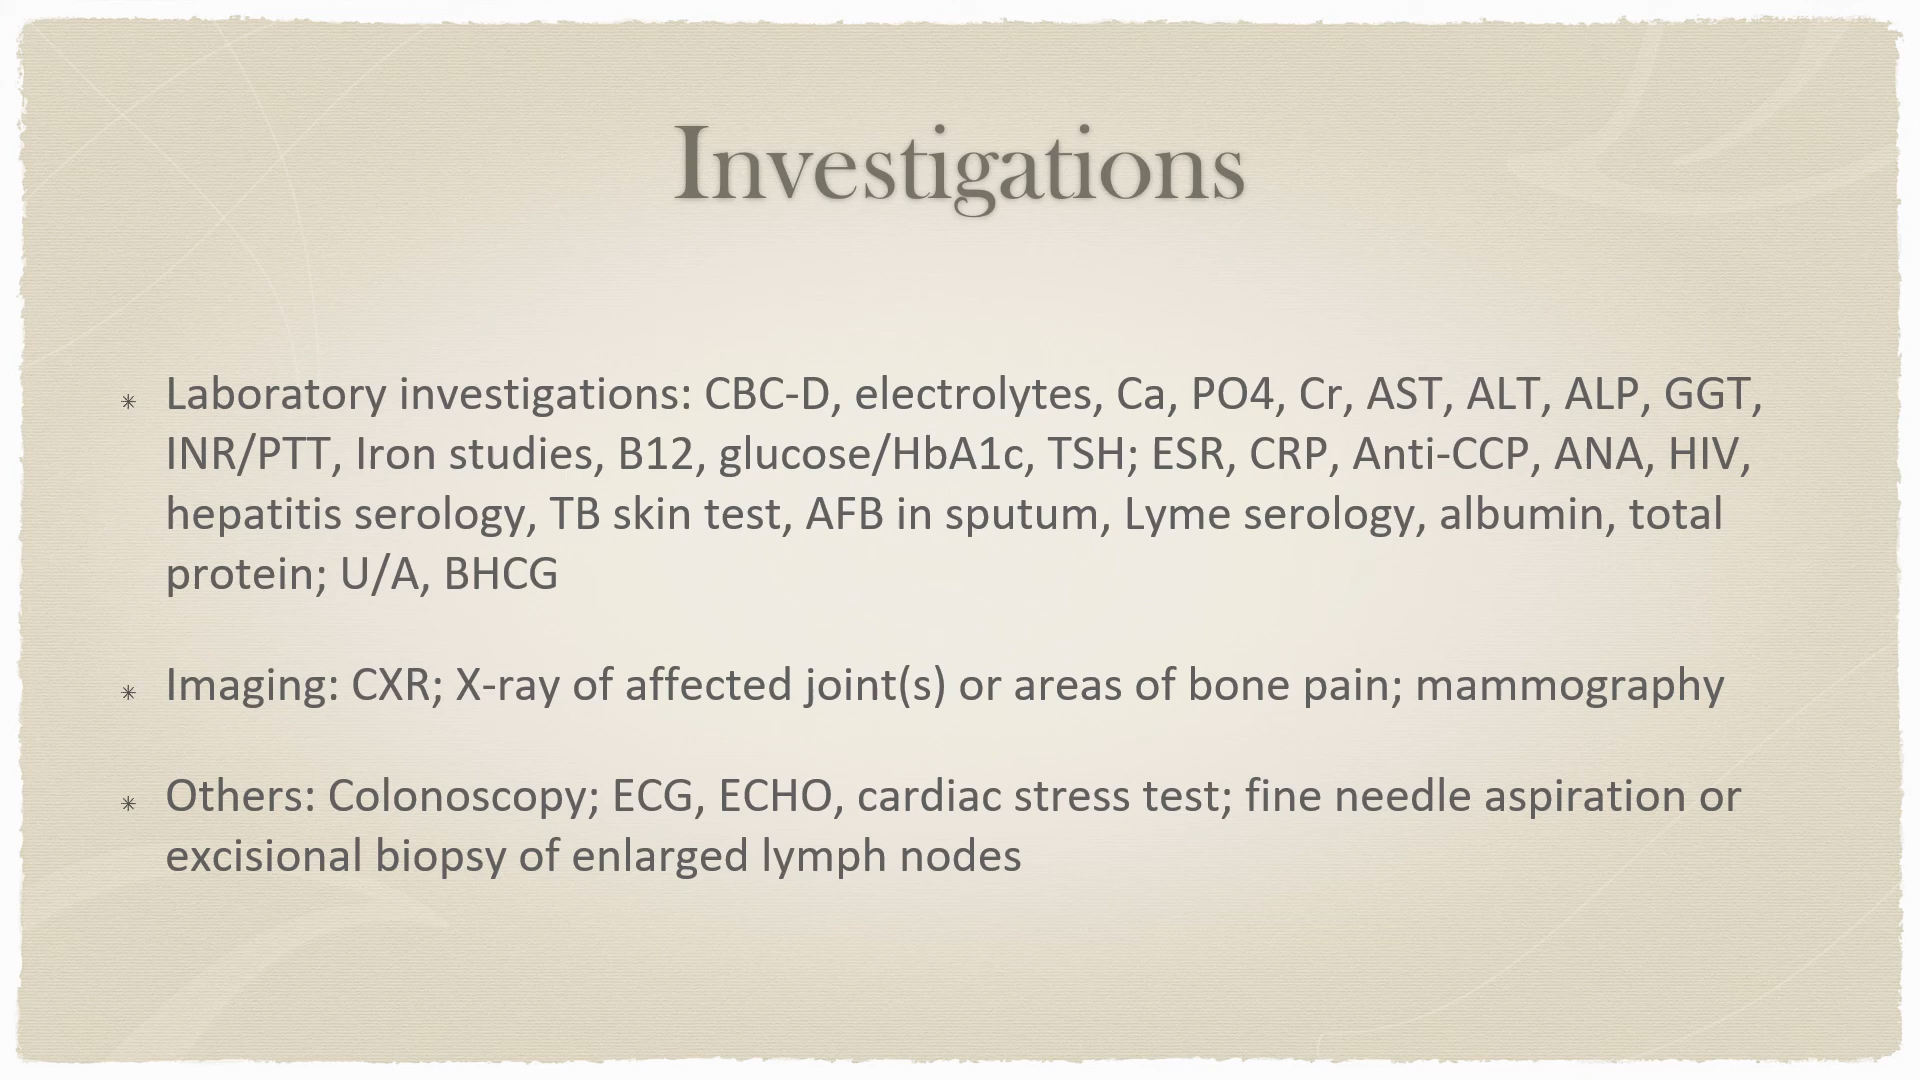 Investigations
Laboratory investigations: CBC-D, electrolytes, Ca, PO4, Cr, AST, ALT, ALP, GGT,
INR/PTT, Iron studies, B12, glucose/HbA1c, TSH; ESR, CRP, Anti-CCP, ANA, HIV,
hepatitis serology, TB skin test, AFB in sputum, Lyme serology, albumin, total
protein; U/A, BHCG
Imaging: CXR; X-ray of affected joint(s) or areas of bone pain; mammography
Others: Colonoscopy; ECG, ECHO, cardiac stress test; fine needle aspiration or
excisional biopsy of enlarged lymph nodes